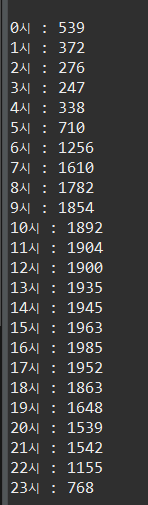 0시 : 539
1시 : 372
2시 : 276
3시 : 247
4시 : 338
5시 : 710
6시 : 1256
7시 : 1610
8시 : 1782
9시 : 1854
10시 : 1892
11시 : 1904
12시 : 1900
13시 : 1935
14시 : 1945
15시 : 1963
16시 : 1985
17시 : 1952
18시 : 1863
19시 : 1648
20시 : 1539
21시 : 1542
22시 : 1155
23시 : 768